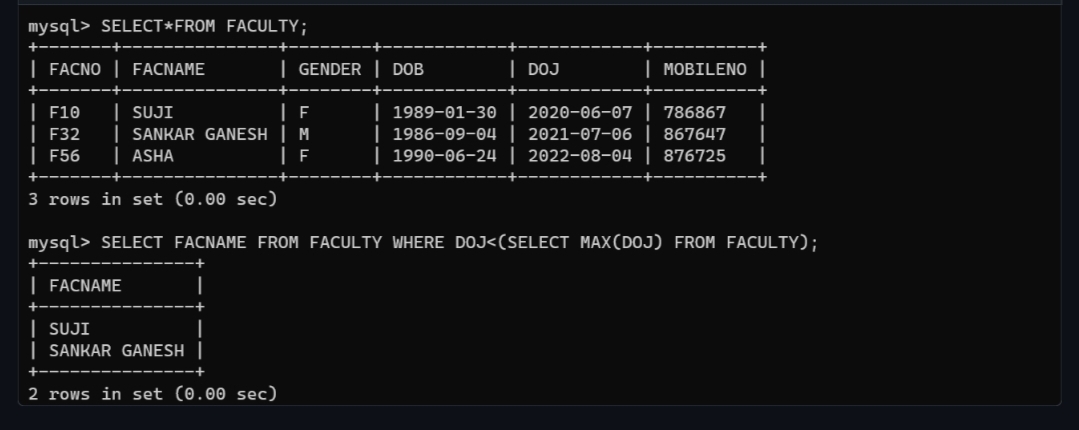 mysql> SELECT*FROM FACULTY;
+-------+---------------+--------+------------+------------+----------+
| FACNO | FACNAME       | GENDER | DOB        | DOJ        | MOBILENO |
+-------+---------------+--------+------------+------------+----------+
| F10   | SUJI          | F      | 1989-01-30 | 2020-06-07 | 786867   |
| F32   | SANKAR GANESH | M      | 1986-09-04 | 2021-07-06 | 867647   |
| F56   | ASHA          | F      | 1990-06-24 | 2022-08-04 | 876725   |
+-------+---------------+--------+------------+------------+----------+
3 rows in set (0.00 sec)

mysql> SELECT FACNAME FROM FACULTY WHERE DOJ<(SELECT MAX(DOJ) FROM FACULTY);
+---------------+
| FACNAME       |
+---------------+
| SUJI          |
| SANKAR GANESH |
+---------------+
2 rows in set (0.00 sec)